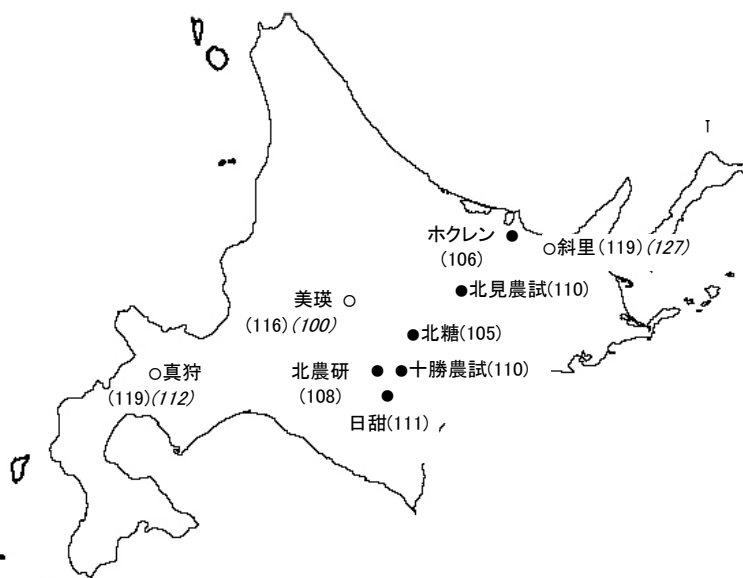 ホクレン
(106)
斜里(119)(127)
北見農試(110)
美瑛
(116)(100)
北糖(105)
真狩
(119)(112)
北農研
(108)
十勝農試(110)
日甜(111)